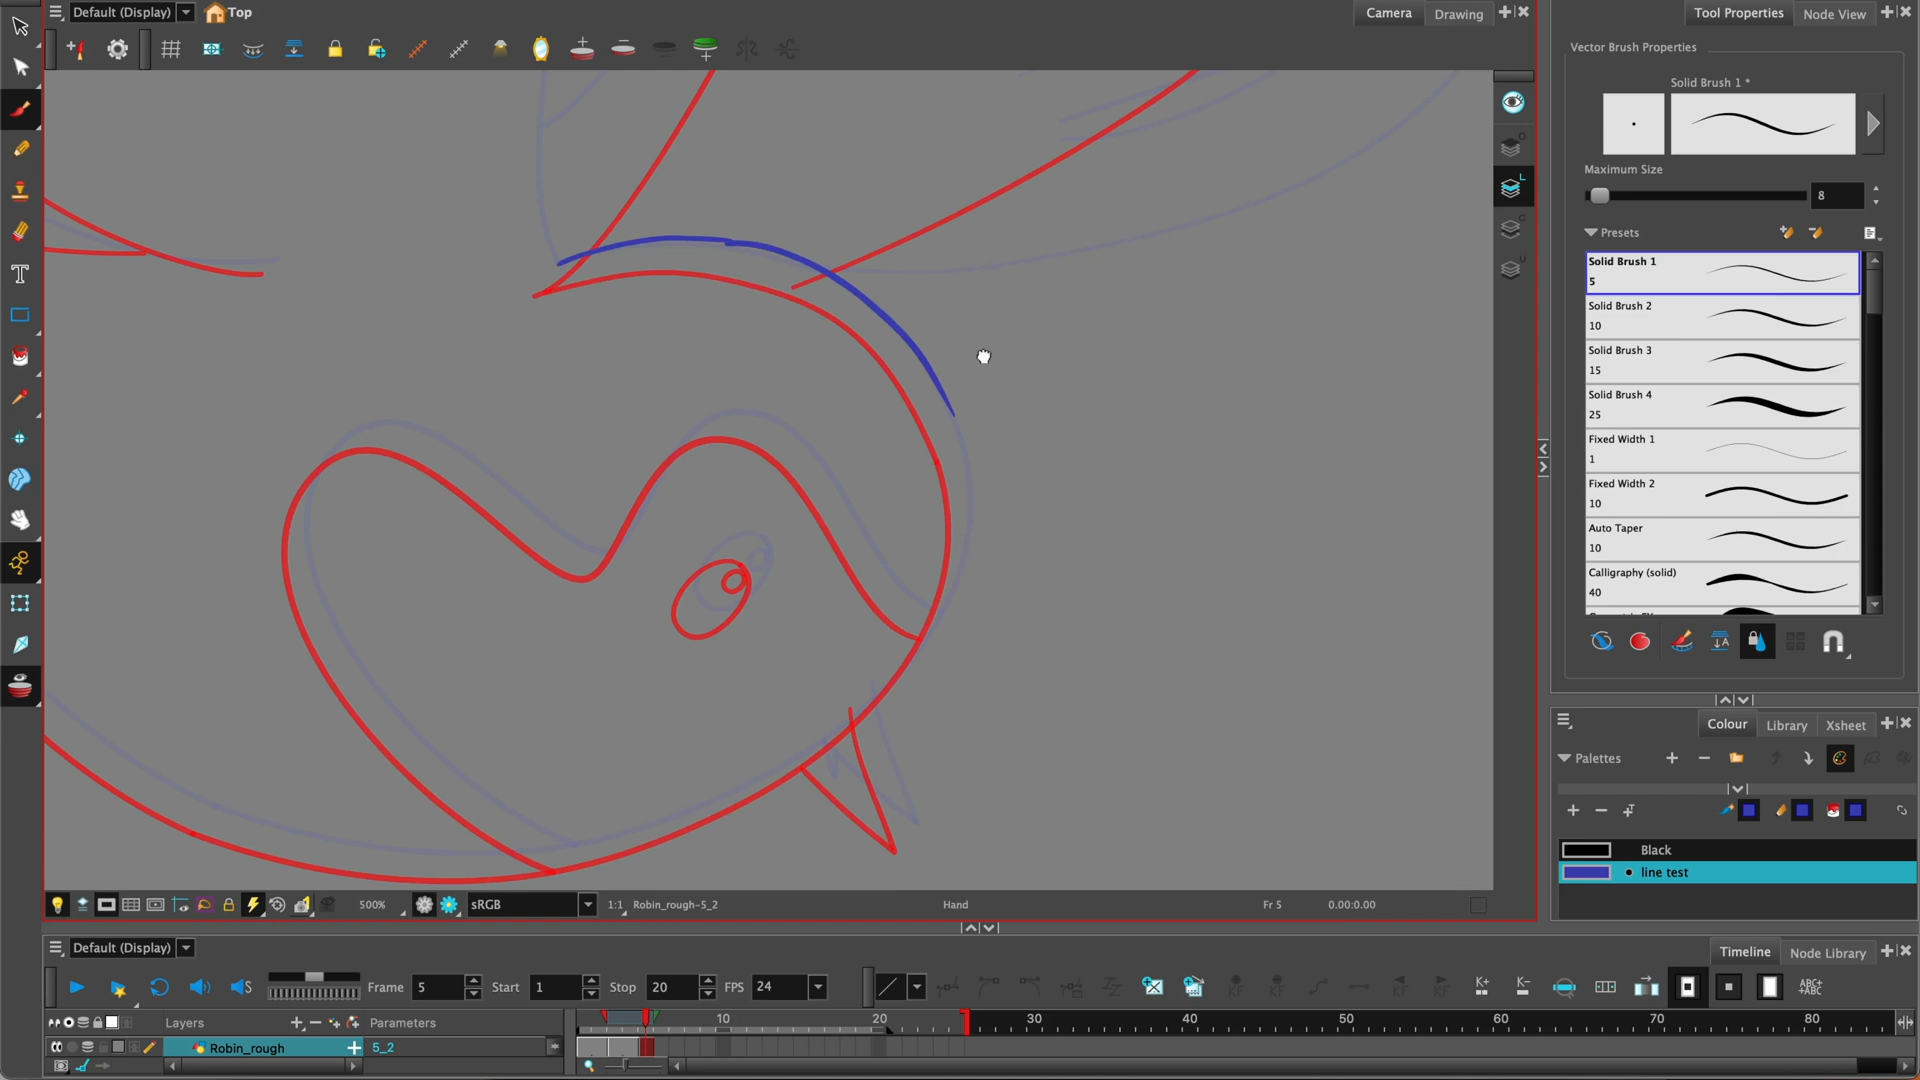 Default (Display) Top Camera Drawing Tool Properties Node View
Vector Brush Properties
Solid Brush 1 *
Maximum Size
8
Presets
Solid Brush 1
5
Solid Brush 2
10
Solid Brush 3
15
Solid Brush 4
25
Fixed Width 1
1
Fixed Width 2
10
Auto Taper
10
Calligraphy (solid)
40
Colour Library Xsheet
Palettes
Black
line test
500% sRGB 1:1 Robin_rough-5_2 Hand Fr 5 0.00:0.00
Default (Display) Timeline Node Library
Frame 5 Start 1 Stop 20 FPS 24
Layers Parameters 10 20 30 40 50 60 70 80
Robin_rough 5_2